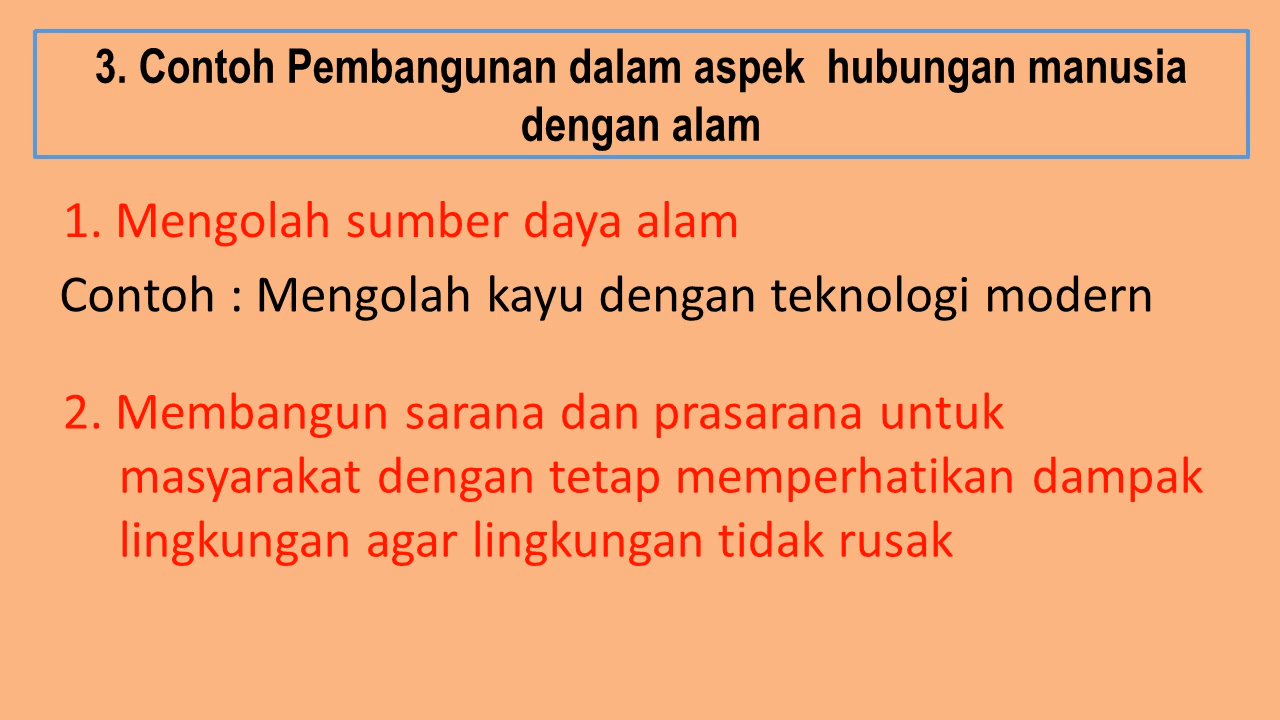 3. Contoh Pembangunan dalam aspek  hubungan manusia
dengan alam
1. Mengolah sumber daya alam
Contoh : Mengolah kayu dengan teknologi modern
2. Membangun sarana dan prasarana untuk
masyarakat dengan tetap memperhatikan dampak
lingkungan agar lingkungan tidak rusak